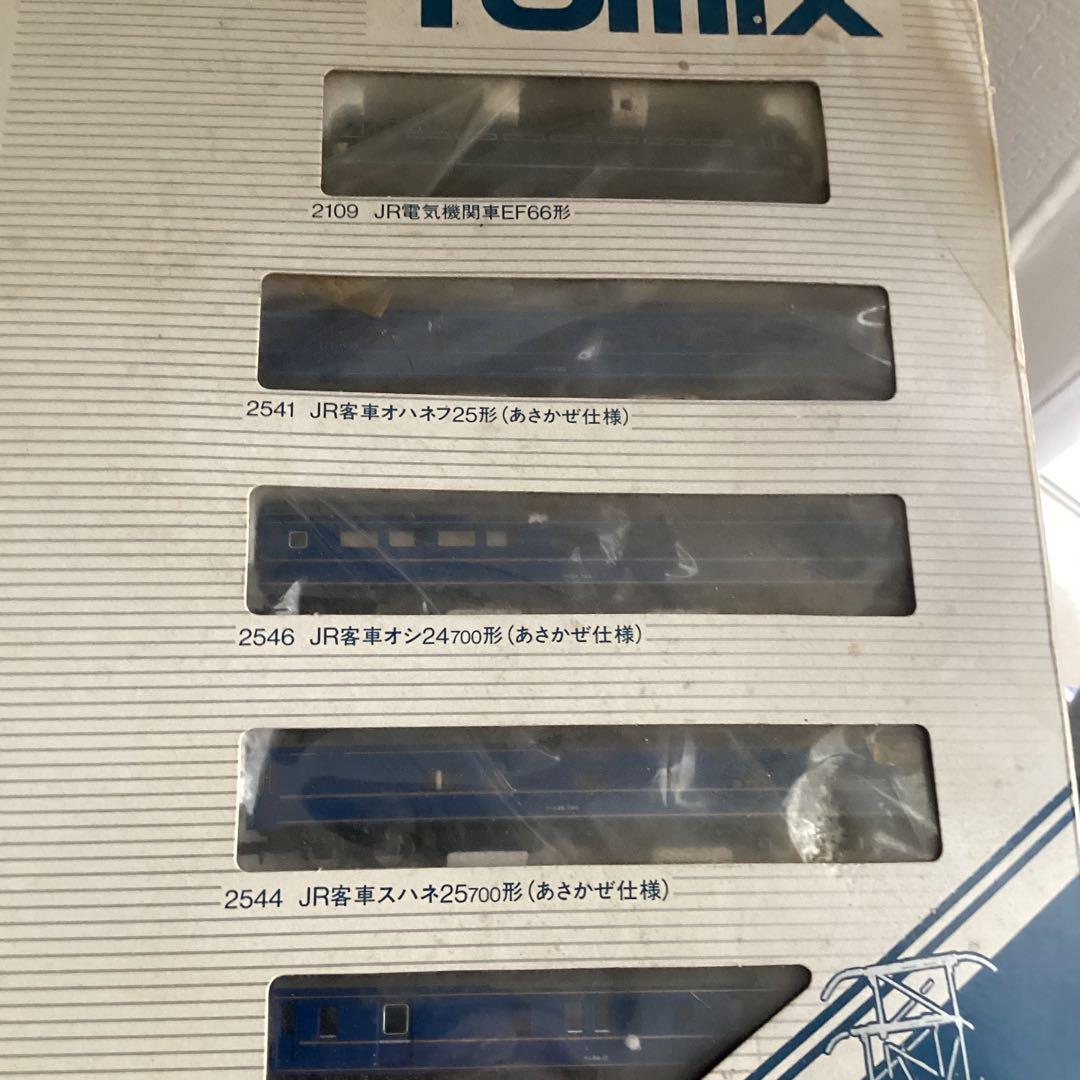 TOMIX
2109 JR電気機関車EF66形
2541 JR客車オハネフ25形(あさかぜ仕様)
2546 JR客車オシ24700形(あさかぜ仕様)
2544 JR客車スハネ25700形(あさかぜ仕様)